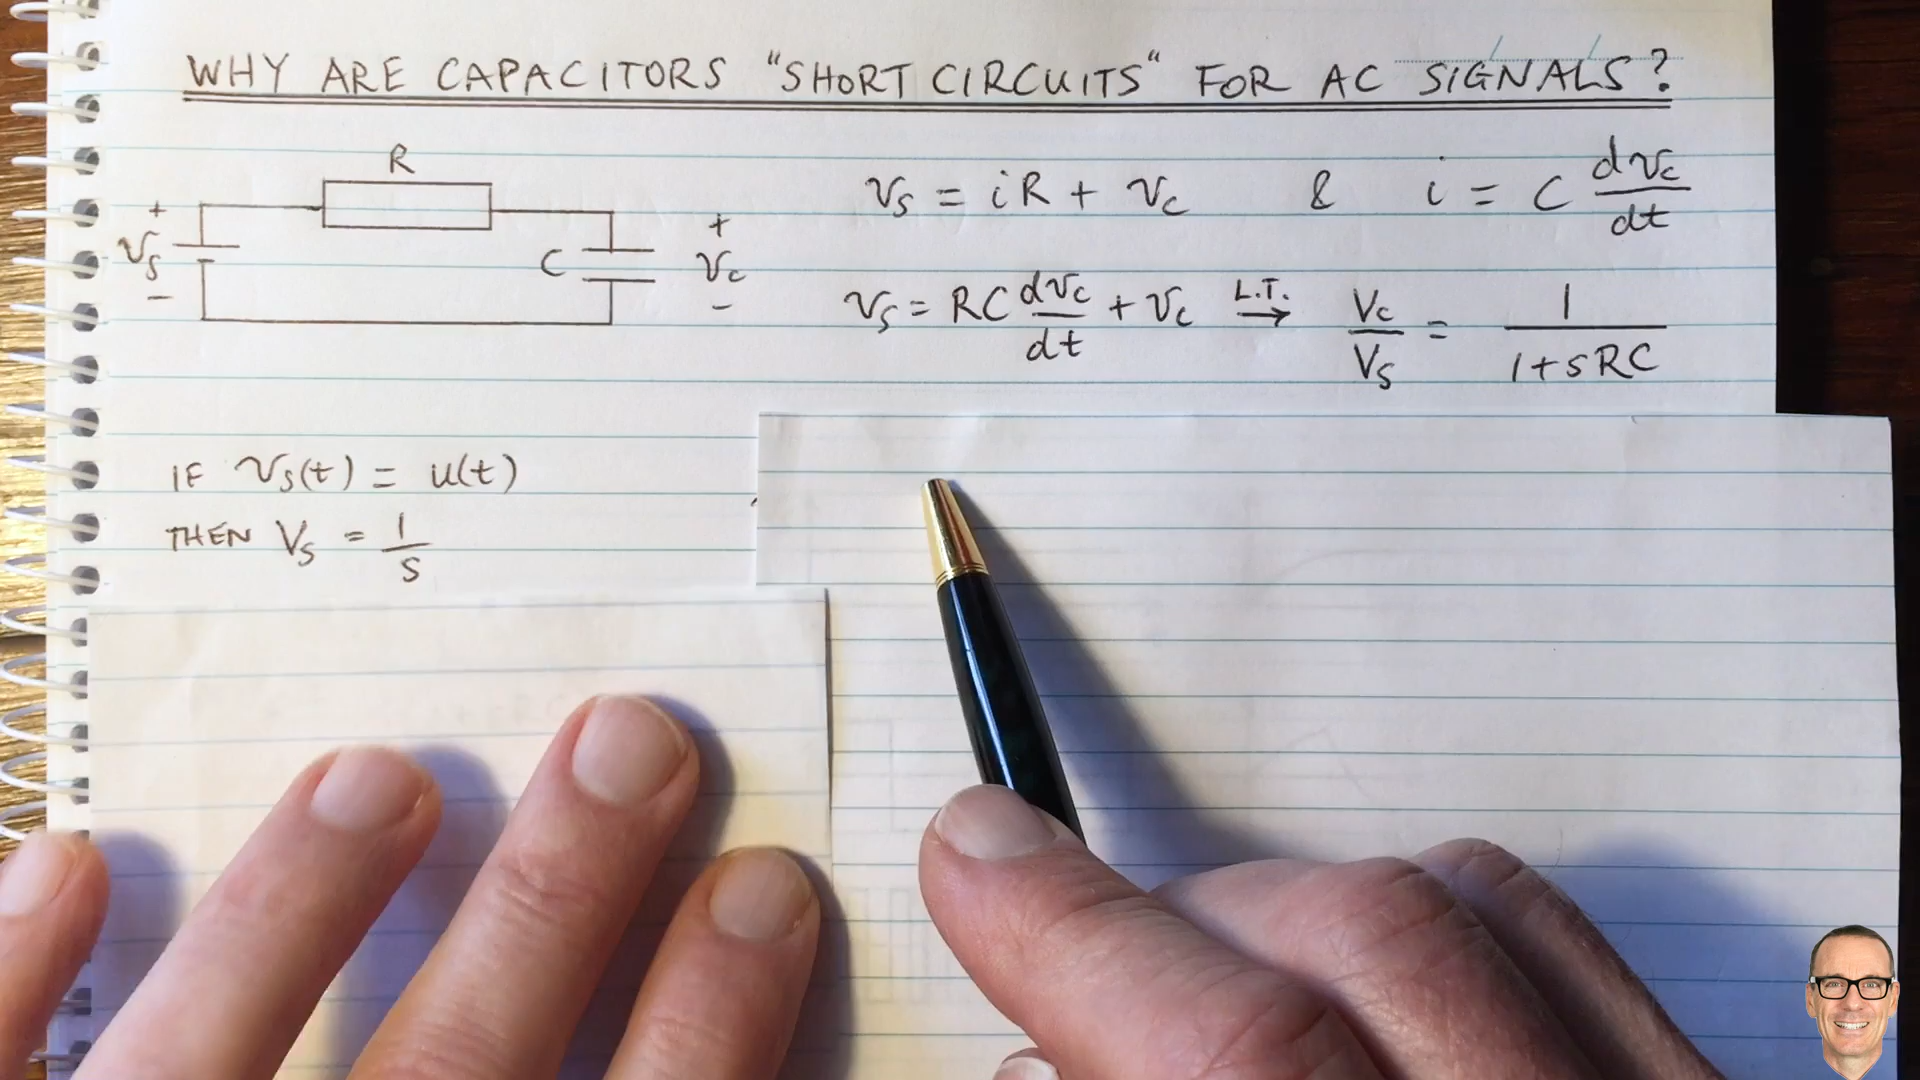 WHY ARE CAPACITORS "SHORT CIRCUITS" FOR AC SIGNALS?
R
+
vs
−
C
+
vc
−
vs = iR + vc & i = C dvc/dt
vs = RC dvc/dt + vc L.T. → Vc/Vs = 1/(1+sRC)
IF vs(t) = u(t)
THEN Vs = 1/s